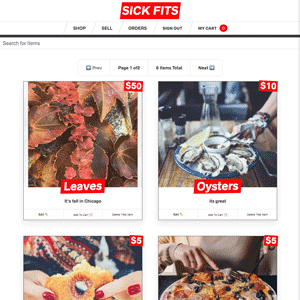 SICK FITS
SHOP SELL ORDERS SIGN OUT MY CART 0
Search for Items
Prev Page 1 of 2 6 Items Total Next
$50 $10
Leaves Oysters
It's fall in Chicago its great
Edit Add To Cart Delete This Item Edit Add To Cart Delete This Item
$5 $5